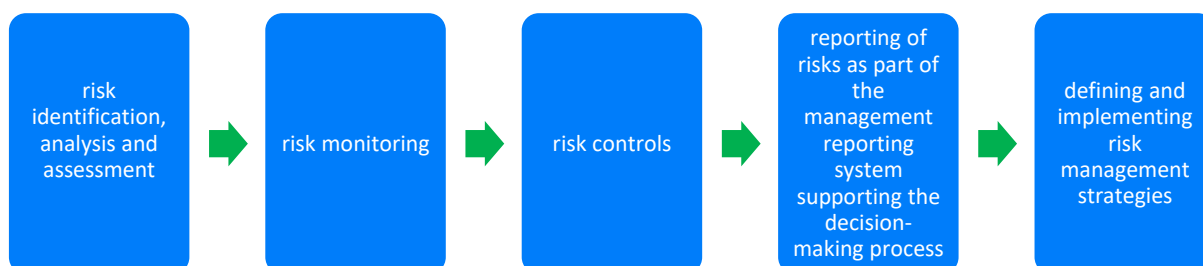 risk
identification,
analysis and
assessment
risk monitoring
risk controls
reporting of
risks as part of
the
management
reporting
system
supporting the
decision-
making process
defining and
implementing
risk
management
strategies